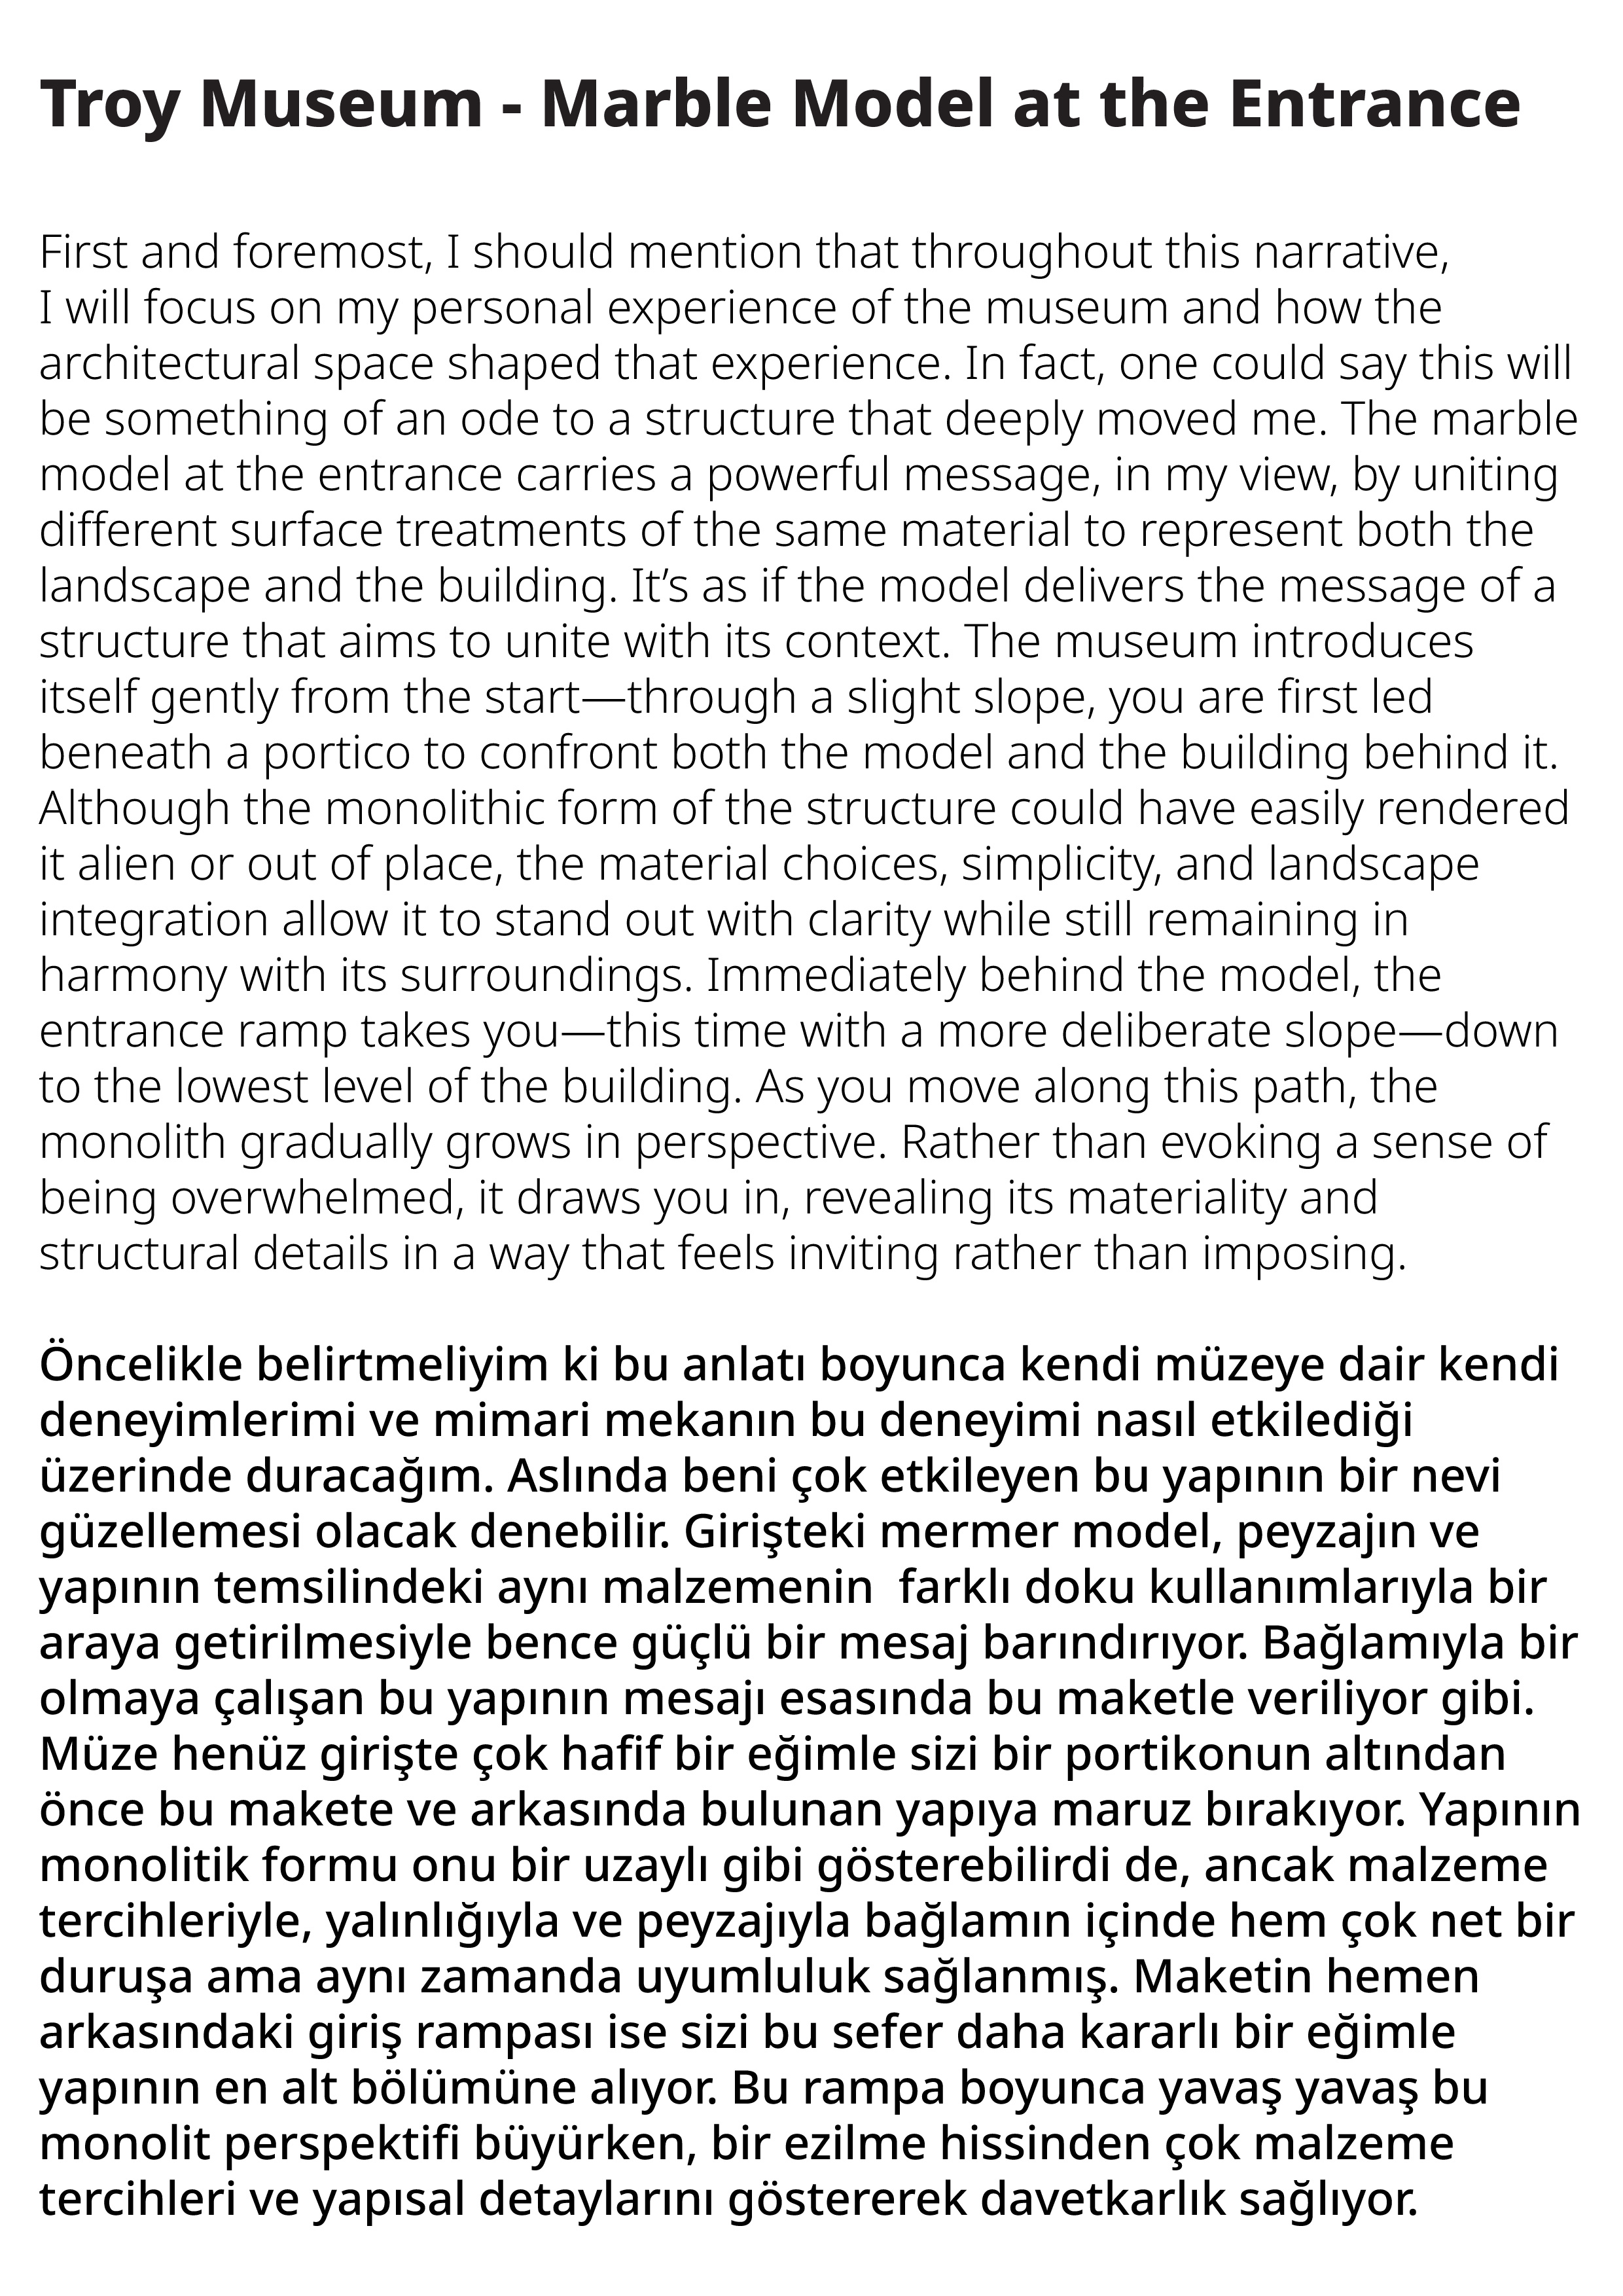 Troy Museum - Marble Model at the Entrance
First and foremost, I should mention that throughout this narrative,
I will focus on my personal experience of the museum and how the
architectural space shaped that experience. In fact, one could say this will
be something of an ode to a structure that deeply moved me. The marble
model at the entrance carries a powerful message, in my view, by uniting
different surface treatments of the same material to represent both the
landscape and the building. It’s as if the model delivers the message of a
structure that aims to unite with its context. The museum introduces
itself gently from the start—through a slight slope, you are first led
beneath a portico to confront both the model and the building behind it.
Although the monolithic form of the structure could have easily rendered
it alien or out of place, the material choices, simplicity, and landscape
integration allow it to stand out with clarity while still remaining in
harmony with its surroundings. Immediately behind the model, the
entrance ramp takes you—this time with a more deliberate slope—down
to the lowest level of the building. As you move along this path, the
monolith gradually grows in perspective. Rather than evoking a sense of
being overwhelmed, it draws you in, revealing its materiality and
structural details in a way that feels inviting rather than imposing.
Öncelikle belirtmeliyim ki bu anlatı boyunca kendi müzeye dair kendi
deneyimlerimi ve mimari mekanın bu deneyimi nasıl etkilediği
üzerinde duracağım. Aslında beni çok etkileyen bu yapının bir nevi
güzellemesi olacak denebilir. Girişteki mermer model, peyzajın ve
yapının temsilindeki aynı malzemenin  farklı doku kullanımlarıyla bir
araya getirilmesiyle bence güçlü bir mesaj barındırıyor. Bağlamıyla bir
olmaya çalışan bu yapının mesajı esasında bu maketle veriliyor gibi.
Müze henüz girişte çok hafif bir eğimle sizi bir portikonun altından
önce bu makete ve arkasında bulunan yapıya maruz bırakıyor. Yapının
monolitik formu onu bir uzaylı gibi gösterebilirdi de, ancak malzeme
tercihleriyle, yalınlığıyla ve peyzajıyla bağlamın içinde hem çok net bir
duruşa ama aynı zamanda uyumluluk sağlanmış. Maketin hemen
arkasındaki giriş rampası ise sizi bu sefer daha kararlı bir eğimle
yapının en alt bölümüne alıyor. Bu rampa boyunca yavaş yavaş bu
monolit perspektifi büyürken, bir ezilme hissinden çok malzeme
tercihleri ve yapısal detaylarını göstererek davetkarlık sağlıyor.